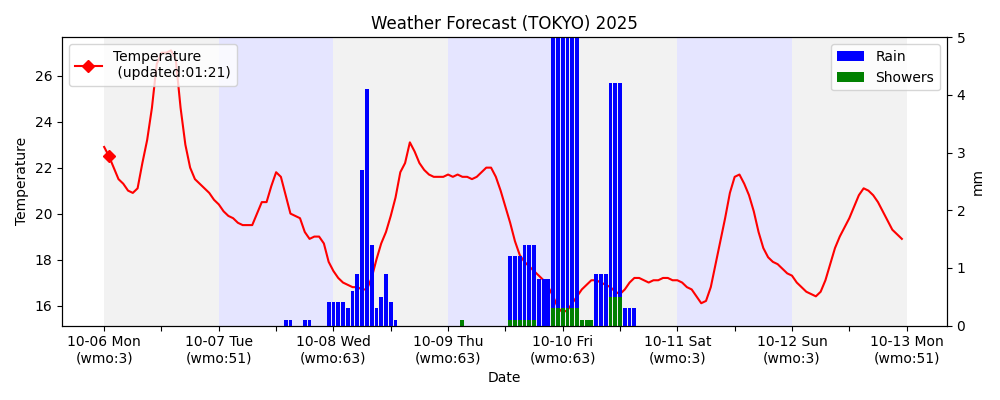 Weather Forecast (TOKYO) 2025
Temperature
(updated:01:21)
Rain
Showers
Temperature
26
24
22
20
18
16
5
4
3
2
1
0
mm
10-06 Mon
(wmo:3)
10-07 Tue
(wmo:51)
10-08 Wed
(wmo:63)
10-09 Thu
(wmo:63)
10-10 Fri
(wmo:63)
10-11 Sat
(wmo:3)
10-12 Sun
(wmo:3)
10-13 Mon
(wmo:51)
Date